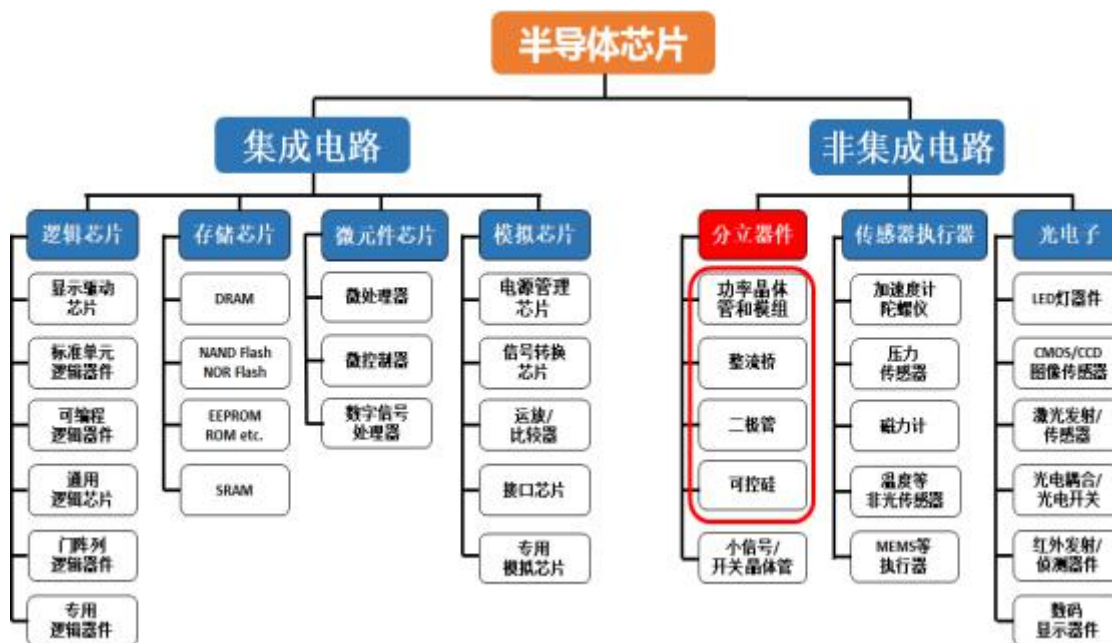 半导体芯片
集成电路
非集成电路
逻辑芯片
存储芯片
微元件芯片
模拟芯片
分立器件
传感器执行器
光电子
显示驱动
芯片
标准单元
逻辑器件
可编程
逻辑器件
通用
逻辑芯片
门阵列
逻辑器件
专用
逻辑器件
DRAM
NAND Flash
NOR Flash
EEPROM
ROM etc.
SRAM
微处理器
微控制器
数字信号
处理器
电源管理
芯片
信号转换
芯片
运放/
比较器
接口芯片
专用
模拟芯片
功率晶体
管和模组
整流桥
二极管
可控硅
小信号/
开关晶体管
加速度计
陀螺仪
压力
传感器
磁力计
温度等
非光传感器
MEMS等
执行器
LED灯器件
CMOS/CCD
图像传感器
激光发射/
传感器
光电耦合/
光电开关
红外发射/
侦测器件
数码
显示器件